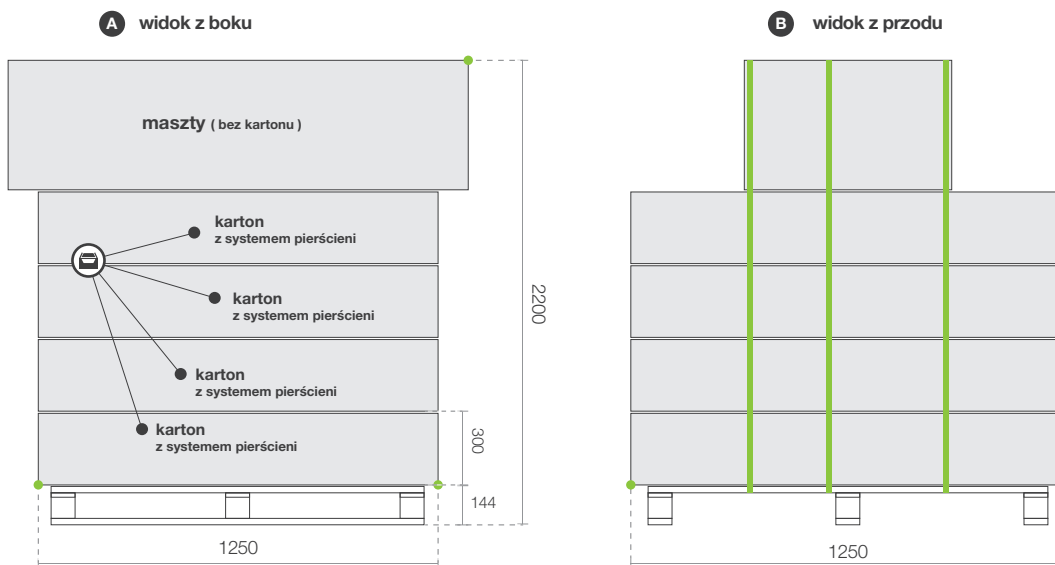 A widok z boku
B widok z przodu
maszty ( bez kartonu )
karton
z systemem pierścieni
karton
z systemem pierścieni
karton
z systemem pierścieni
karton
z systemem pierścieni
2200
300
144
1250
1250